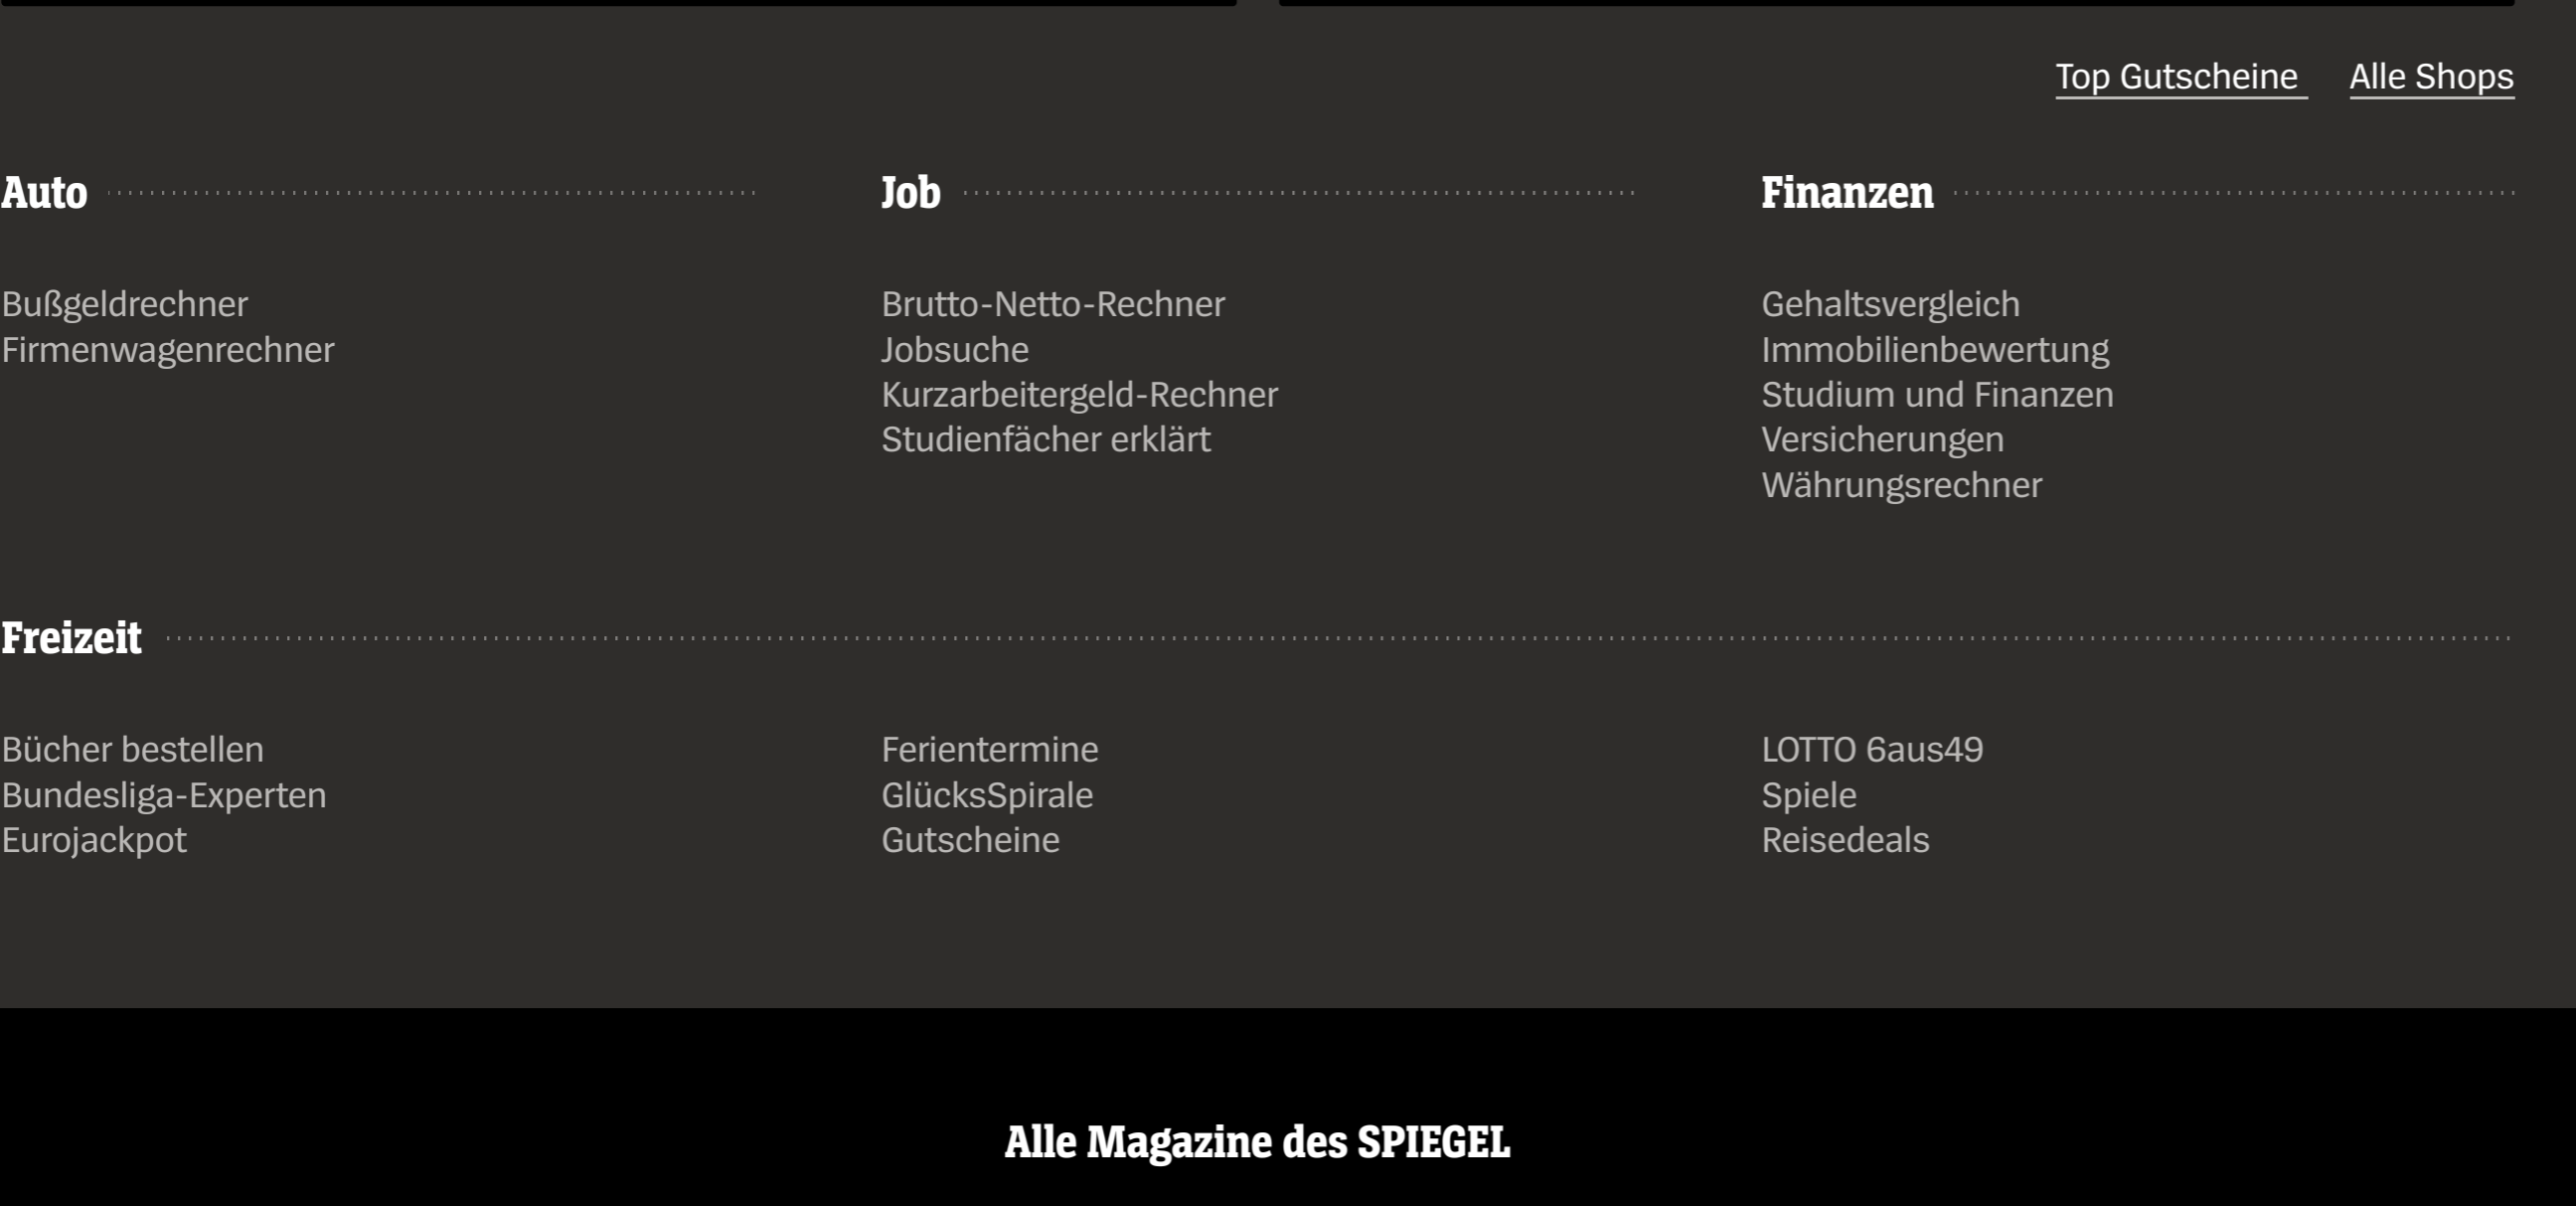 Top Gutscheine
Alle Shops
Auto
Bußgeldrechner
Firmenwagenrechner
Job
Brutto-Netto-Rechner
Jobsuche
Kurzarbeitergeld-Rechner
Studienfächer erklärt
Finanzen
Gehaltsvergleich
Immobilienbewertung
Studium und Finanzen
Versicherungen
Währungsrechner
Freizeit
Bücher bestellen
Bundesliga-Experten
Eurojackpot
Ferientermine
GlücksSpirale
Gutscheine
LOTTO 6aus49
Spiele
Reisedeals
Alle Magazine des SPIEGEL